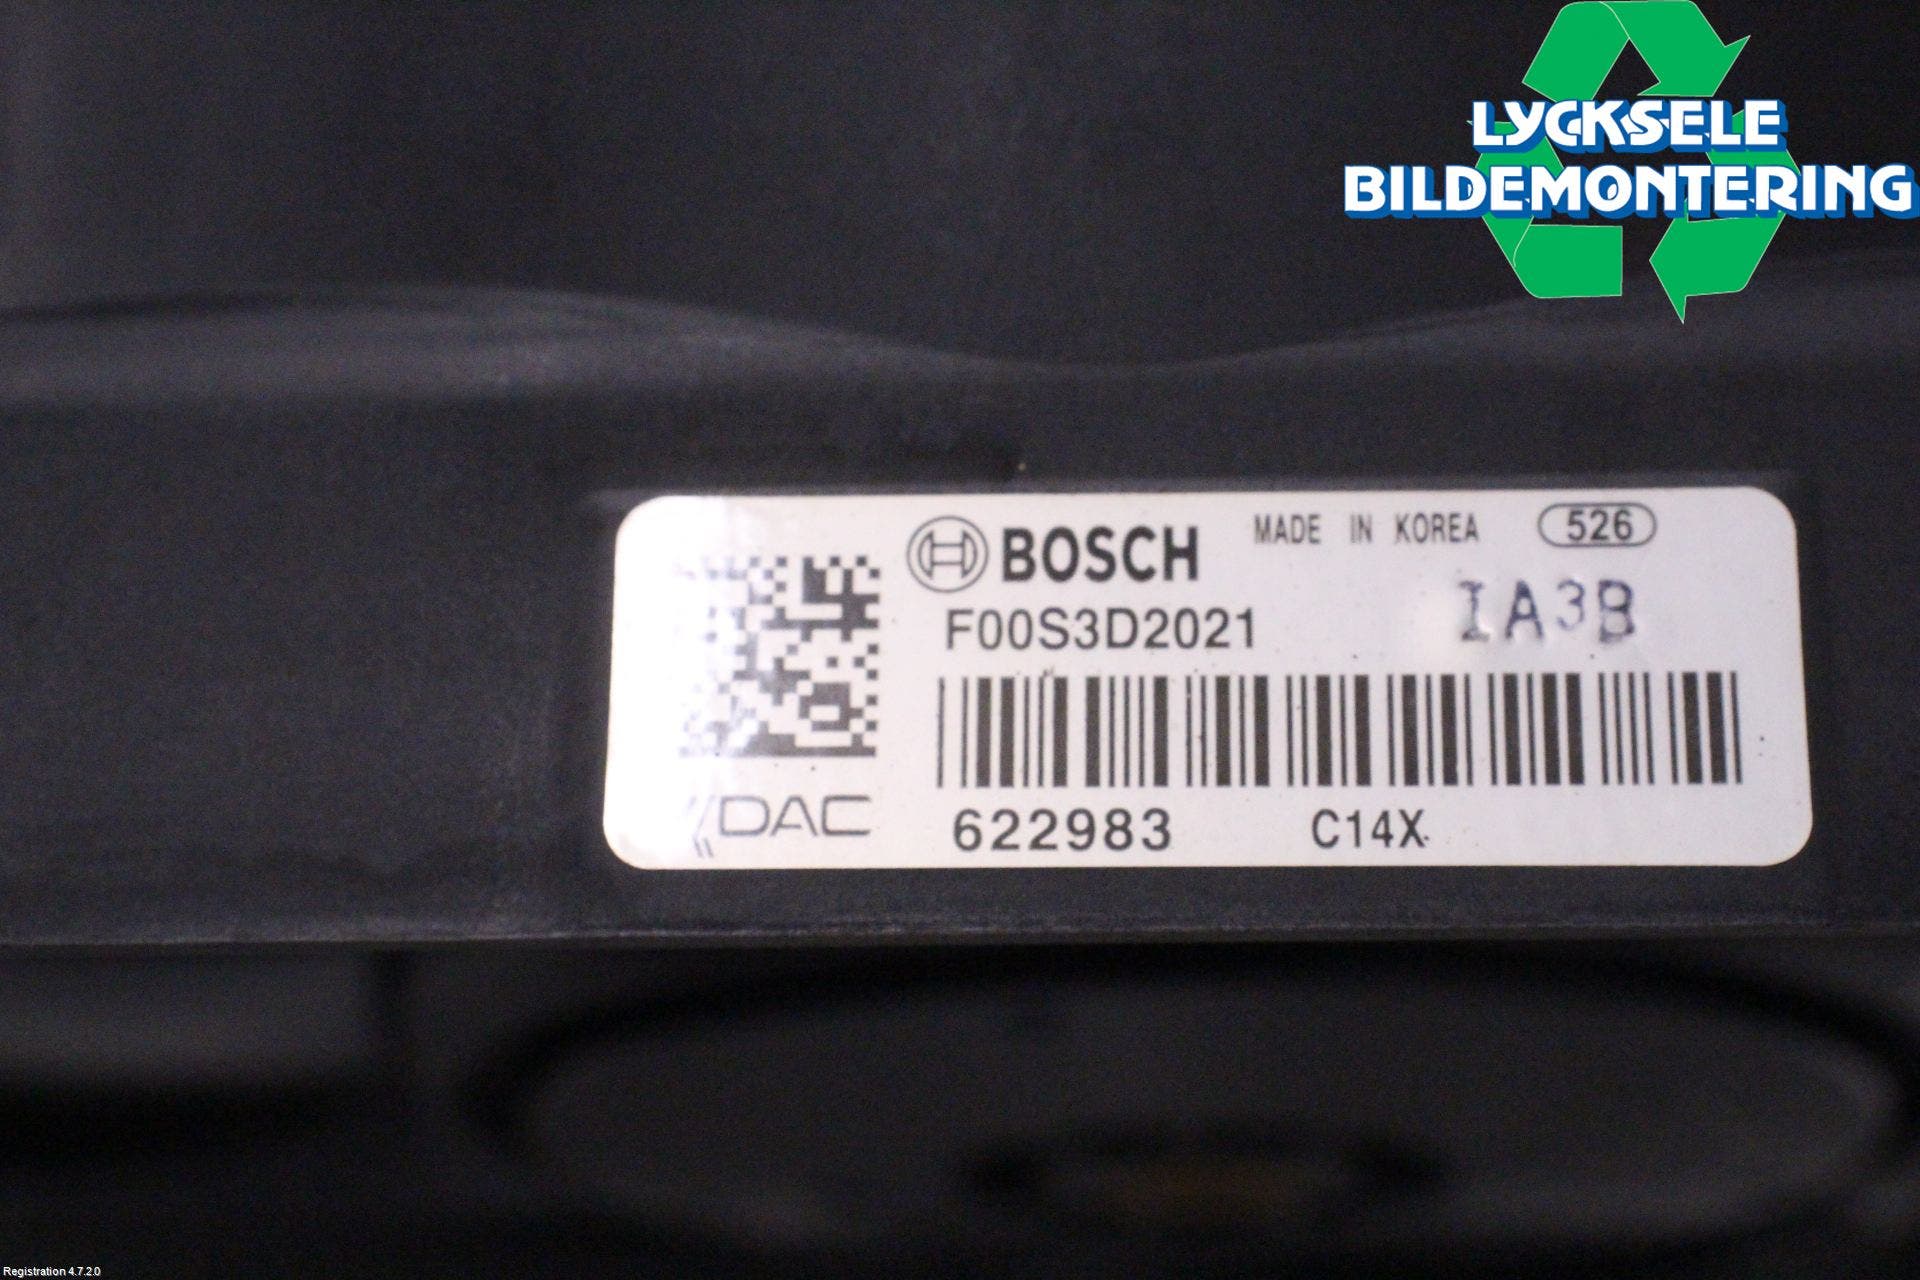 LYCKSELE
BILDEMONTERING
BOSCH MADE IN KOREA 526
F00S3D2021 IA3B
DAC 622983 C14X
Registration 4.7.2.0